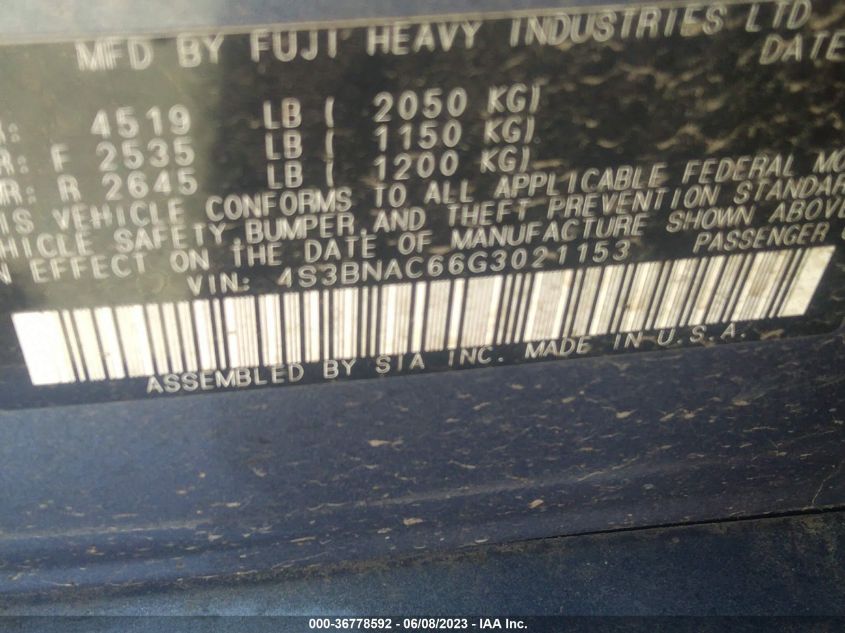 MFD BY FUJI HEAVY INDUSTRIES LTD
DATE
4519 LB ( 2050 KG)
F 2535 LB ( 1150 KG)
R 2645 LB ( 1200 KG)
VEHICLE CONFORMS TO ALL APPLICABLE FEDERAL MO
SAFETY, BUMPER, AND THEFT PREVENTION STANDAR
EFFECT ON THE DATE OF MANUFACTURE SHOWN ABOVE
VIN: 4S3BNAC66G3021153 PASSENGER
ASSEMBLED BY SIA INC. MADE IN U.S.A.
000-36778592 - 06/08/2023 - IAA Inc.